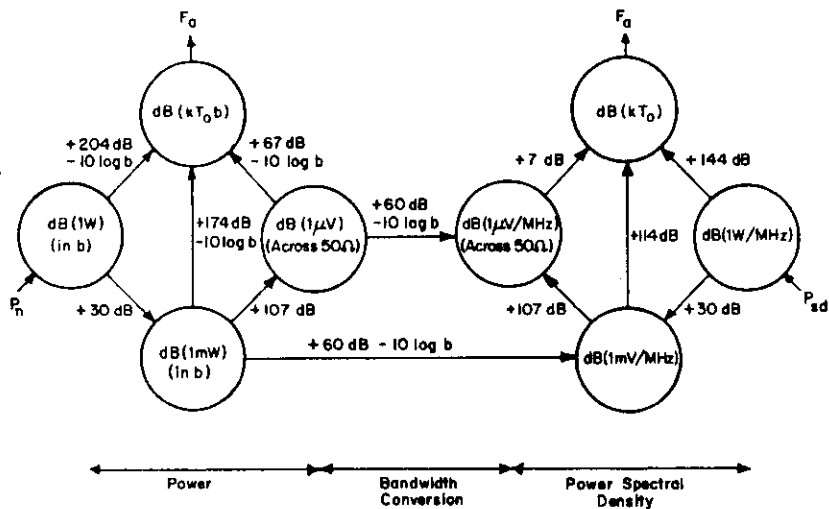 Fa
Fa
dB(kTob)
dB(kTo)
+204 dB
- 10 log b
+67 dB
- 10 log b
+7 dB
+144 dB
dB(1W)
(in b)
+174 dB
-10 log b
dB(1μV)
(Across 50Ω)
+60 dB
-10 log b
dB(1μV/MHz)
(Across 50Ω)
+114 dB
dB(1W/MHz)
Pn
+30 dB
+107 dB
+107 dB
+30 dB
Psd
dB(1mW)
(in b)
+60 dB - 10 log b
dB(1mV/MHz)
Power
Bandwidth
Conversion
Power Spectral
Density